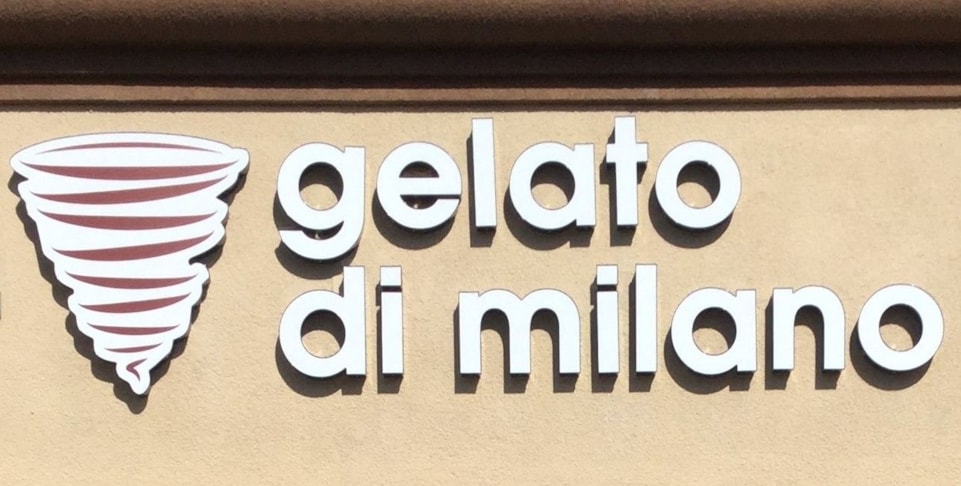 gelato
di milano